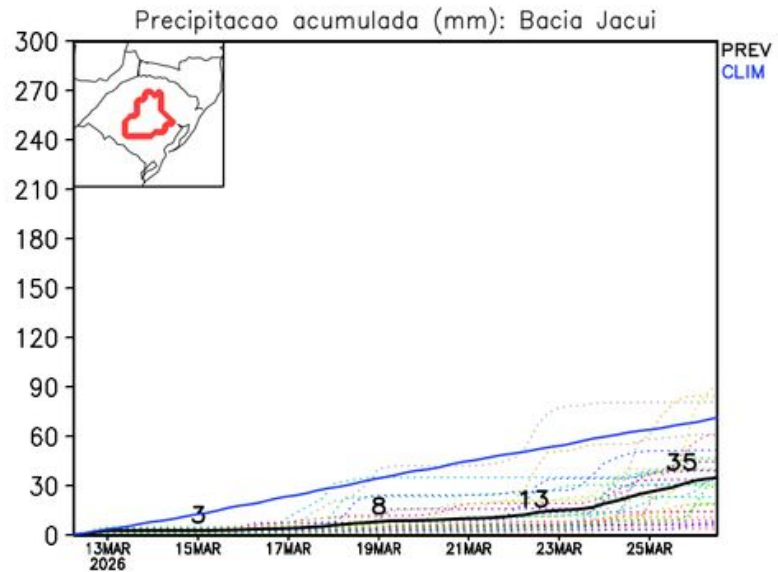 Precipitacao acumulada (mm): Bacia Jacui
PREV
CLIM
300
270
240
210
180
150
120
90
60
30
0
3
8
13
35
13MAR
2026
15MAR
17MAR
19MAR
21MAR
23MAR
25MAR